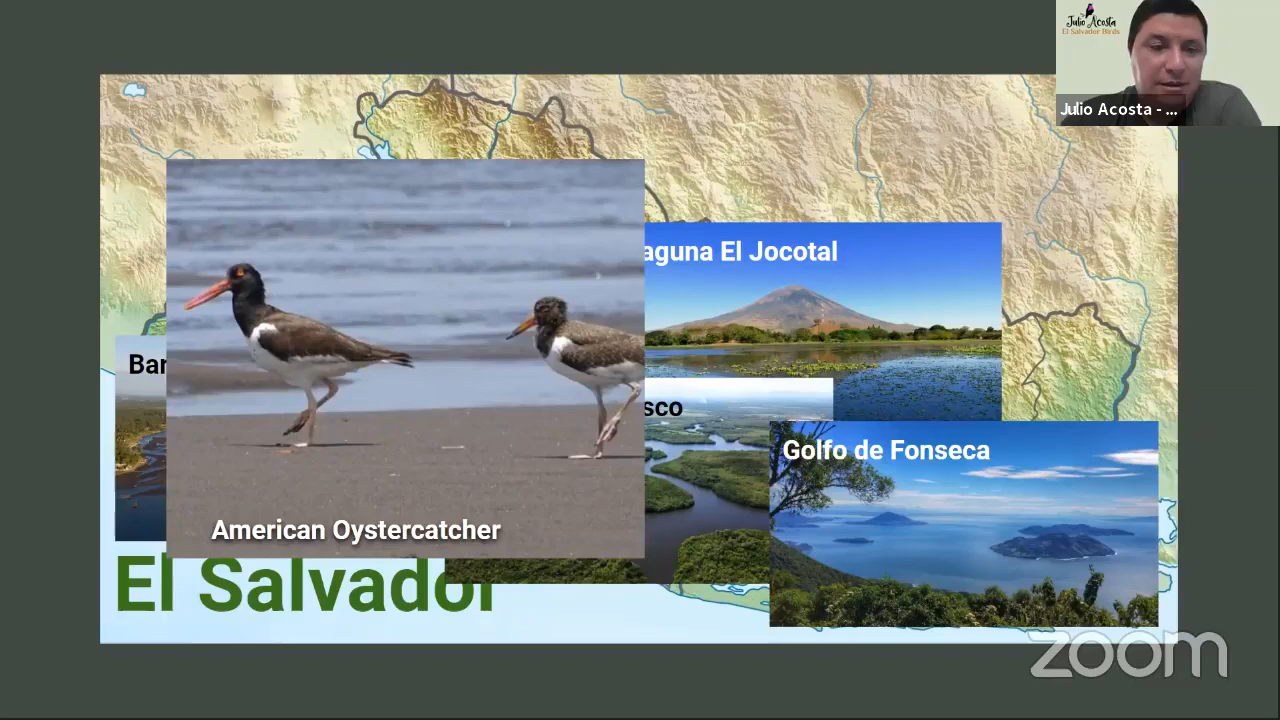 Julio Acosta
El Salvador Birds
Julio Acosta - ...
aguna El Jocotal
Bar
sco
Golfo de Fonseca
American Oystercatcher
El Salvador
zoom